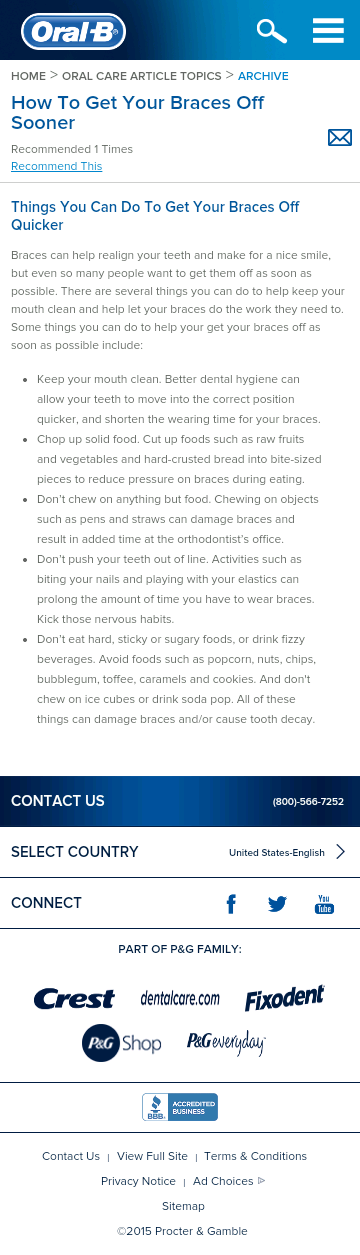 Oral-B
HOME > ORAL CARE ARTICLE TOPICS > ARCHIVE
How To Get Your Braces Off
Sooner
Recommended 1 Times
Recommend This
Things You Can Do To Get Your Braces Off
Quicker
Braces can help realign your teeth and make for a nice smile,
but even so many people want to get them off as soon as
possible. There are several things you can do to help keep your
mouth clean and help let your braces do the work they need to.
Some things you can do to help your get your braces off as
soon as possible include:
• Keep your mouth clean. Better dental hygiene can
allow your teeth to move into the correct position
quicker, and shorten the wearing time for your braces.
• Chop up solid food. Cut up foods such as raw fruits
and vegetables and hard-crusted bread into bite-sized
pieces to reduce pressure on braces during eating.
• Don’t chew on anything but food. Chewing on objects
such as pens and straws can damage braces and
result in added time at the orthodontist’s office.
• Don’t push your teeth out of line. Activities such as
biting your nails and playing with your elastics can
prolong the amount of time you have to wear braces.
Kick those nervous habits.
• Don’t eat hard, sticky or sugary foods, or drink fizzy
beverages. Avoid foods such as popcorn, nuts, chips,
bubblegum, toffee, caramels and cookies. And don't
chew on ice cubes or drink soda pop. All of these
things can damage braces and/or cause tooth decay.
CONTACT US (800)-566-7252
SELECT COUNTRY United States-English
CONNECT You Tube
PART OF P&G FAMILY:
Crest dentalcare.com Fixodent
P&G Shop P&G everyday
BBB ACCREDITED
BUSINESS
Contact Us | View Full Site | Terms & Conditions
Privacy Notice | Ad Choices
Sitemap
©2015 Procter & Gamble